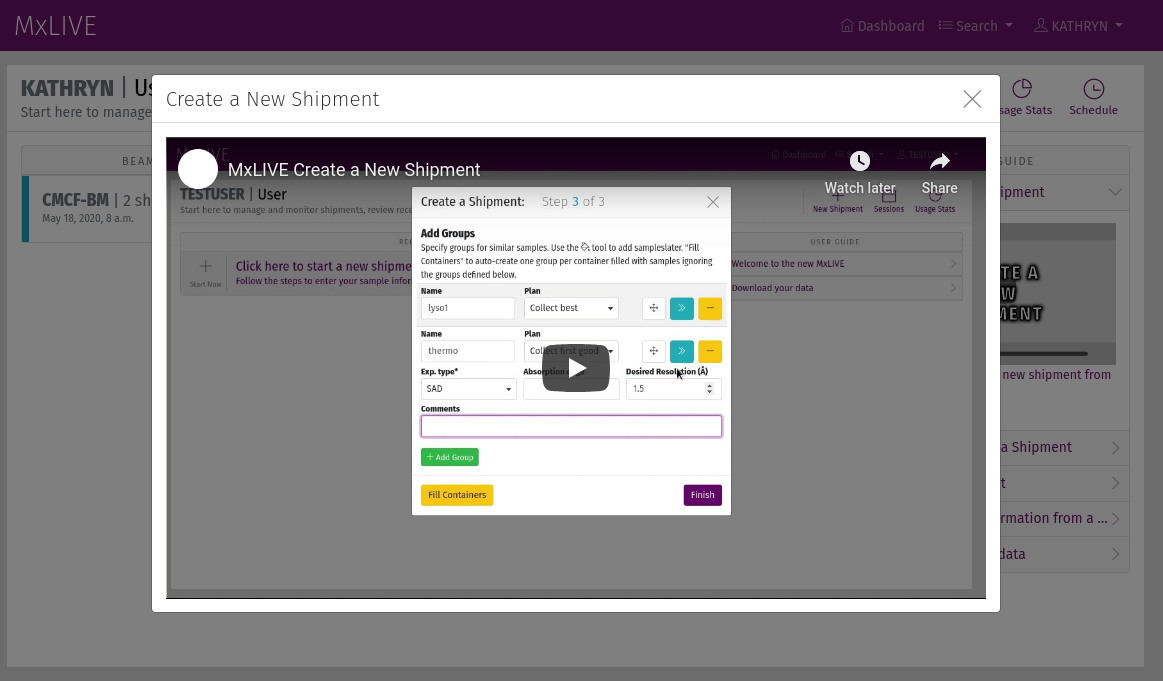 MxLIVE
Dashboard
Search
KATHRYN
KATHRYN | Us
Start here to manage
sage Stats
Schedule
Create a New Shipment
BEAM
GUIDE
CMCF-BM | 2 sh
May 18, 2020, 8 a.m.
MxLIVE Create a New Shipment
Watch later
Share
Dashboard
TESTUSER | User
Start here to manage and monitor shipments, review rece
New Shipment
Sessions
Usage Stats
REC
USER GUIDE
Start Now
Click here to start a new shipme
Follow the steps to enter your sample infor
Welcome to the new MxLIVE
Download your data
Create a Shipment: Step 3 of 3
Add Groups
Specify groups for similar samples. Use the tool to add sampleslater. "Fill
Containers" to auto-create one group per container filled with samples ignoring
the groups defined below.
Name
Plan
lyso1
Collect best
Name
Plan
thermo
Collect first good
Exp. type*
Absorption
Desired Resolution (Å)
SAD
1.5
Comments
+ Add Group
Fill Containers
Finish
ipment
TE A
W
MENT
new shipment from
a Shipment
t
rmation from a ...
data